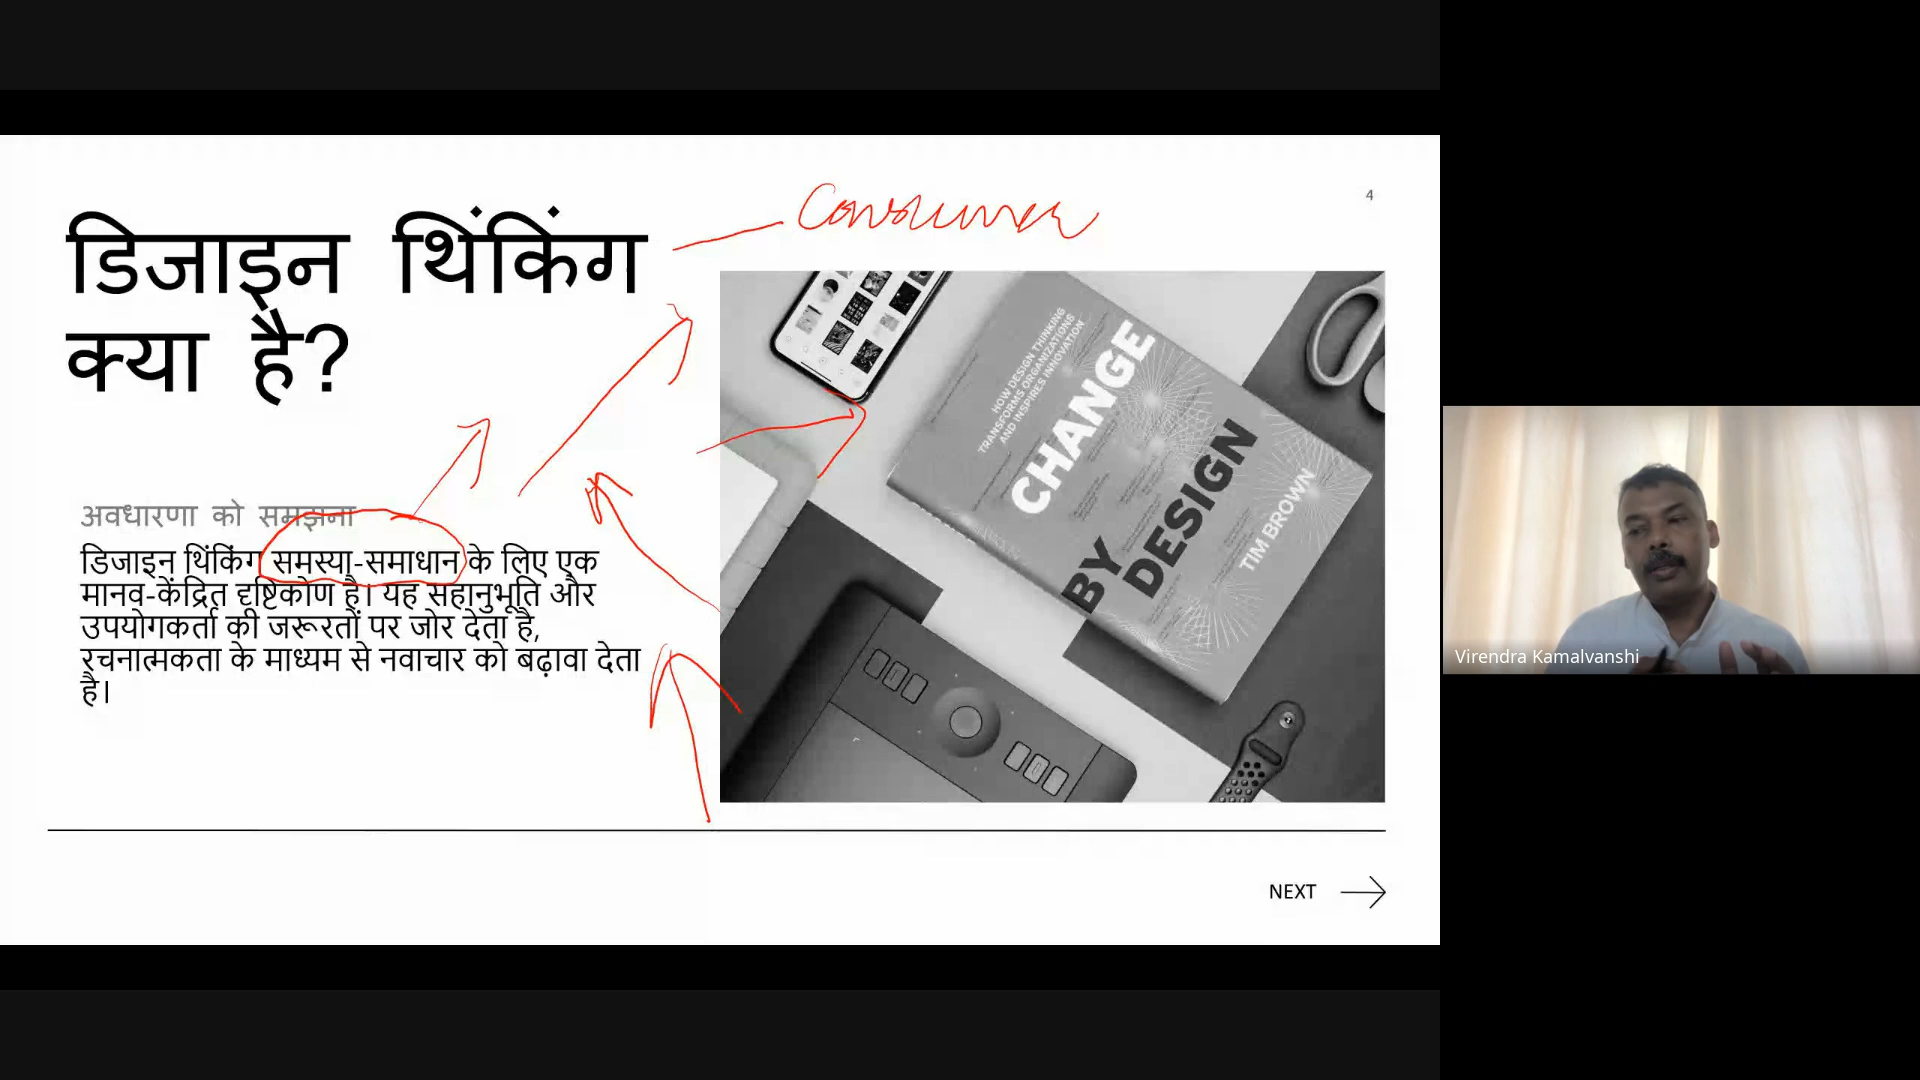 Consumer
4
डिजाइन थिंकिंग
क्या है?
अवधारणा को समझना
डिजाइन थिंकिंग समस्या-समाधान के लिए एक
मानव-केंद्रित दृष्टिकोण है। यह सहानुभूति और
उपयोगकर्ता की जरूरतों पर जोर देता है,
रचनात्मकता के माध्यम से नवाचार को बढ़ावा देता
है।
HOW DESIGN THINKING
TRANSFORMS ORGANIZATIONS
AND INSPIRES INNOVATION
CHANGE
BY
DESIGN
TIM BROWN
Virendra Kamalvanshi
NEXT